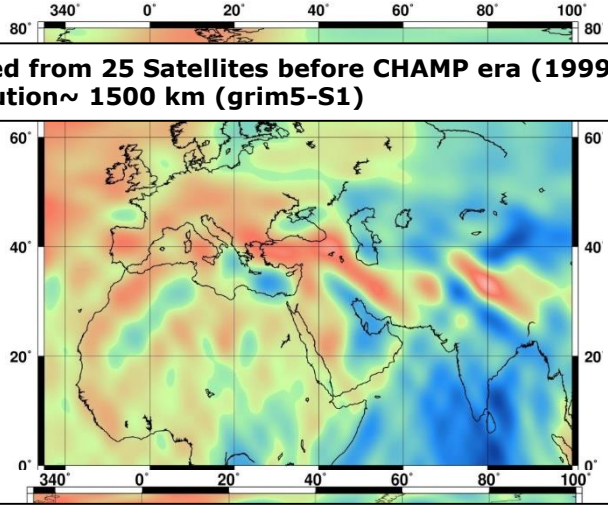 340° 0° 20° 40° 60° 80° 100°
80° 80°
ed from 25 Satellites before CHAMP era (1999
ution~ 1500 km (grim5-S1)
60° 60°
40° 40
20° 20
0° 0
340° 0° 20° 40° 60° 80° 100°